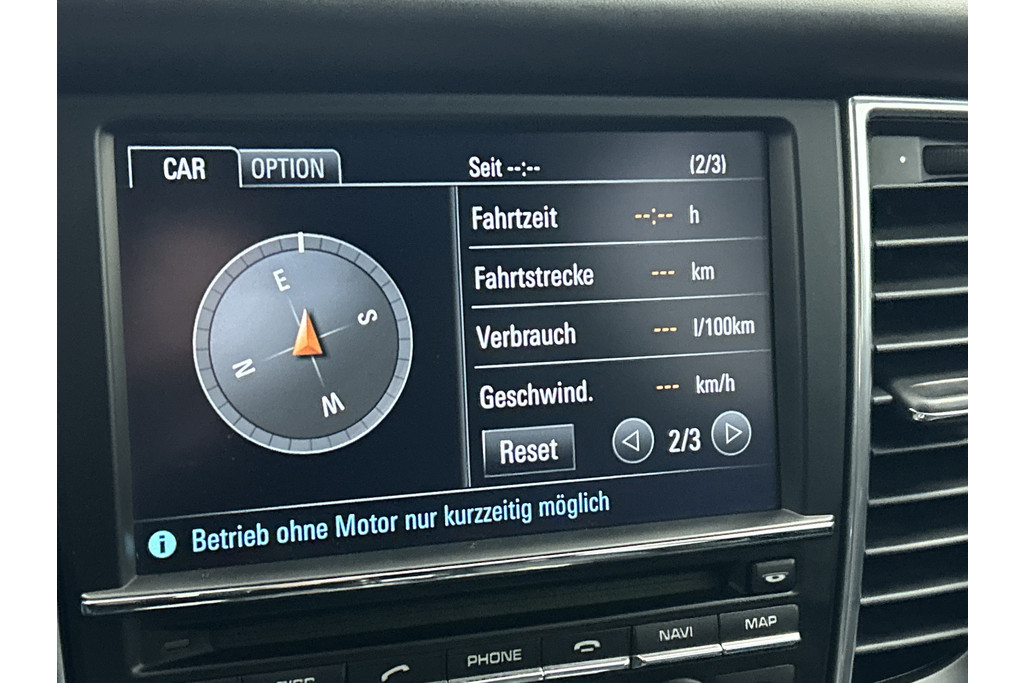 CAR OPTION Seit --:-- (2/3)
Fahrtzeit --:-- h
Fahrtstrecke --- km
Verbrauch --- l/100km
Geschwind. --- km/h
E
S
N
W
Reset 2/3
i Betrieb ohne Motor nur kurzzeitig möglich
PHONE NAVI MAP